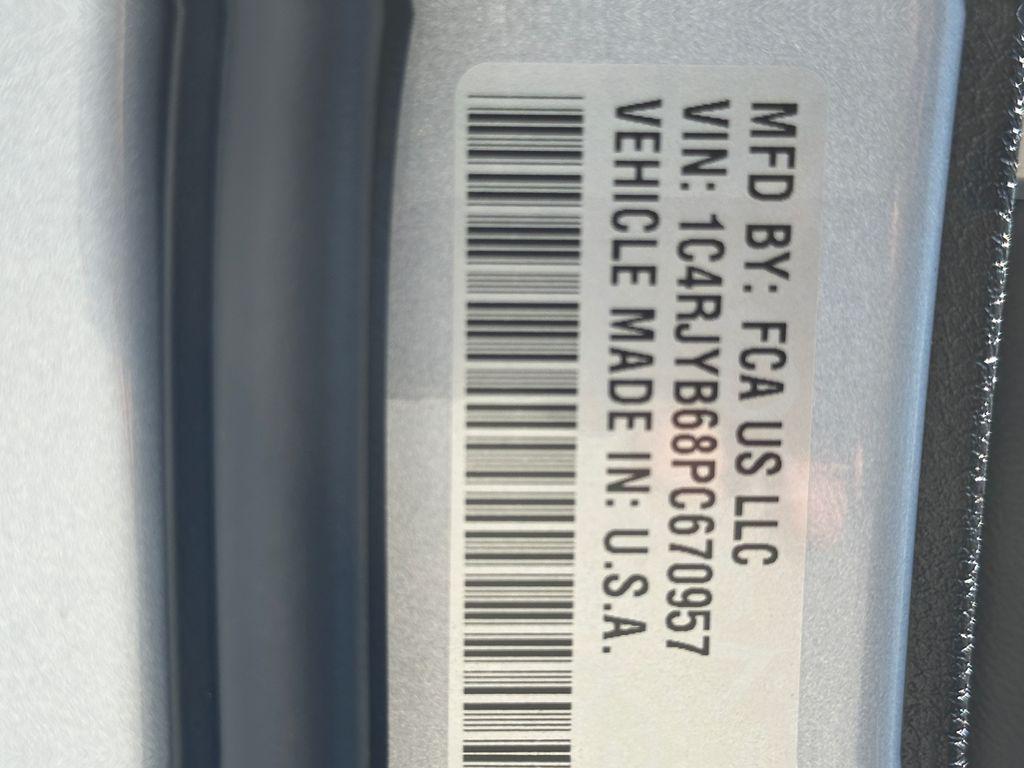 MFD BY: FCA US LLC
VIN: 1C4RJYB68PC670957
VEHICLE MADE IN: U.S.A.